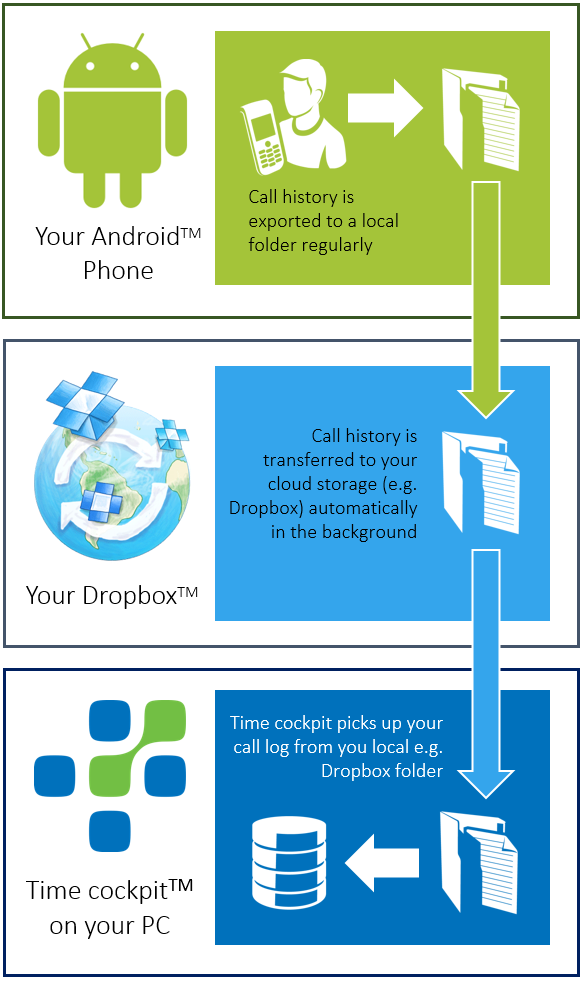 Your Android™
Phone
Call history is
exported to a local
folder regularly
Your Dropbox™
Call history is
transferred to your
cloud storage (e.g.
Dropbox) automatically
in the background
Time cockpit™
on your PC
Time cockpit picks up your
call log from you local e.g.
Dropbox folder